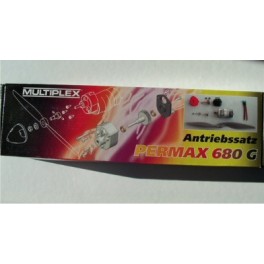 MULTIPLEX
Antriebssatz
PERMAX 680 G